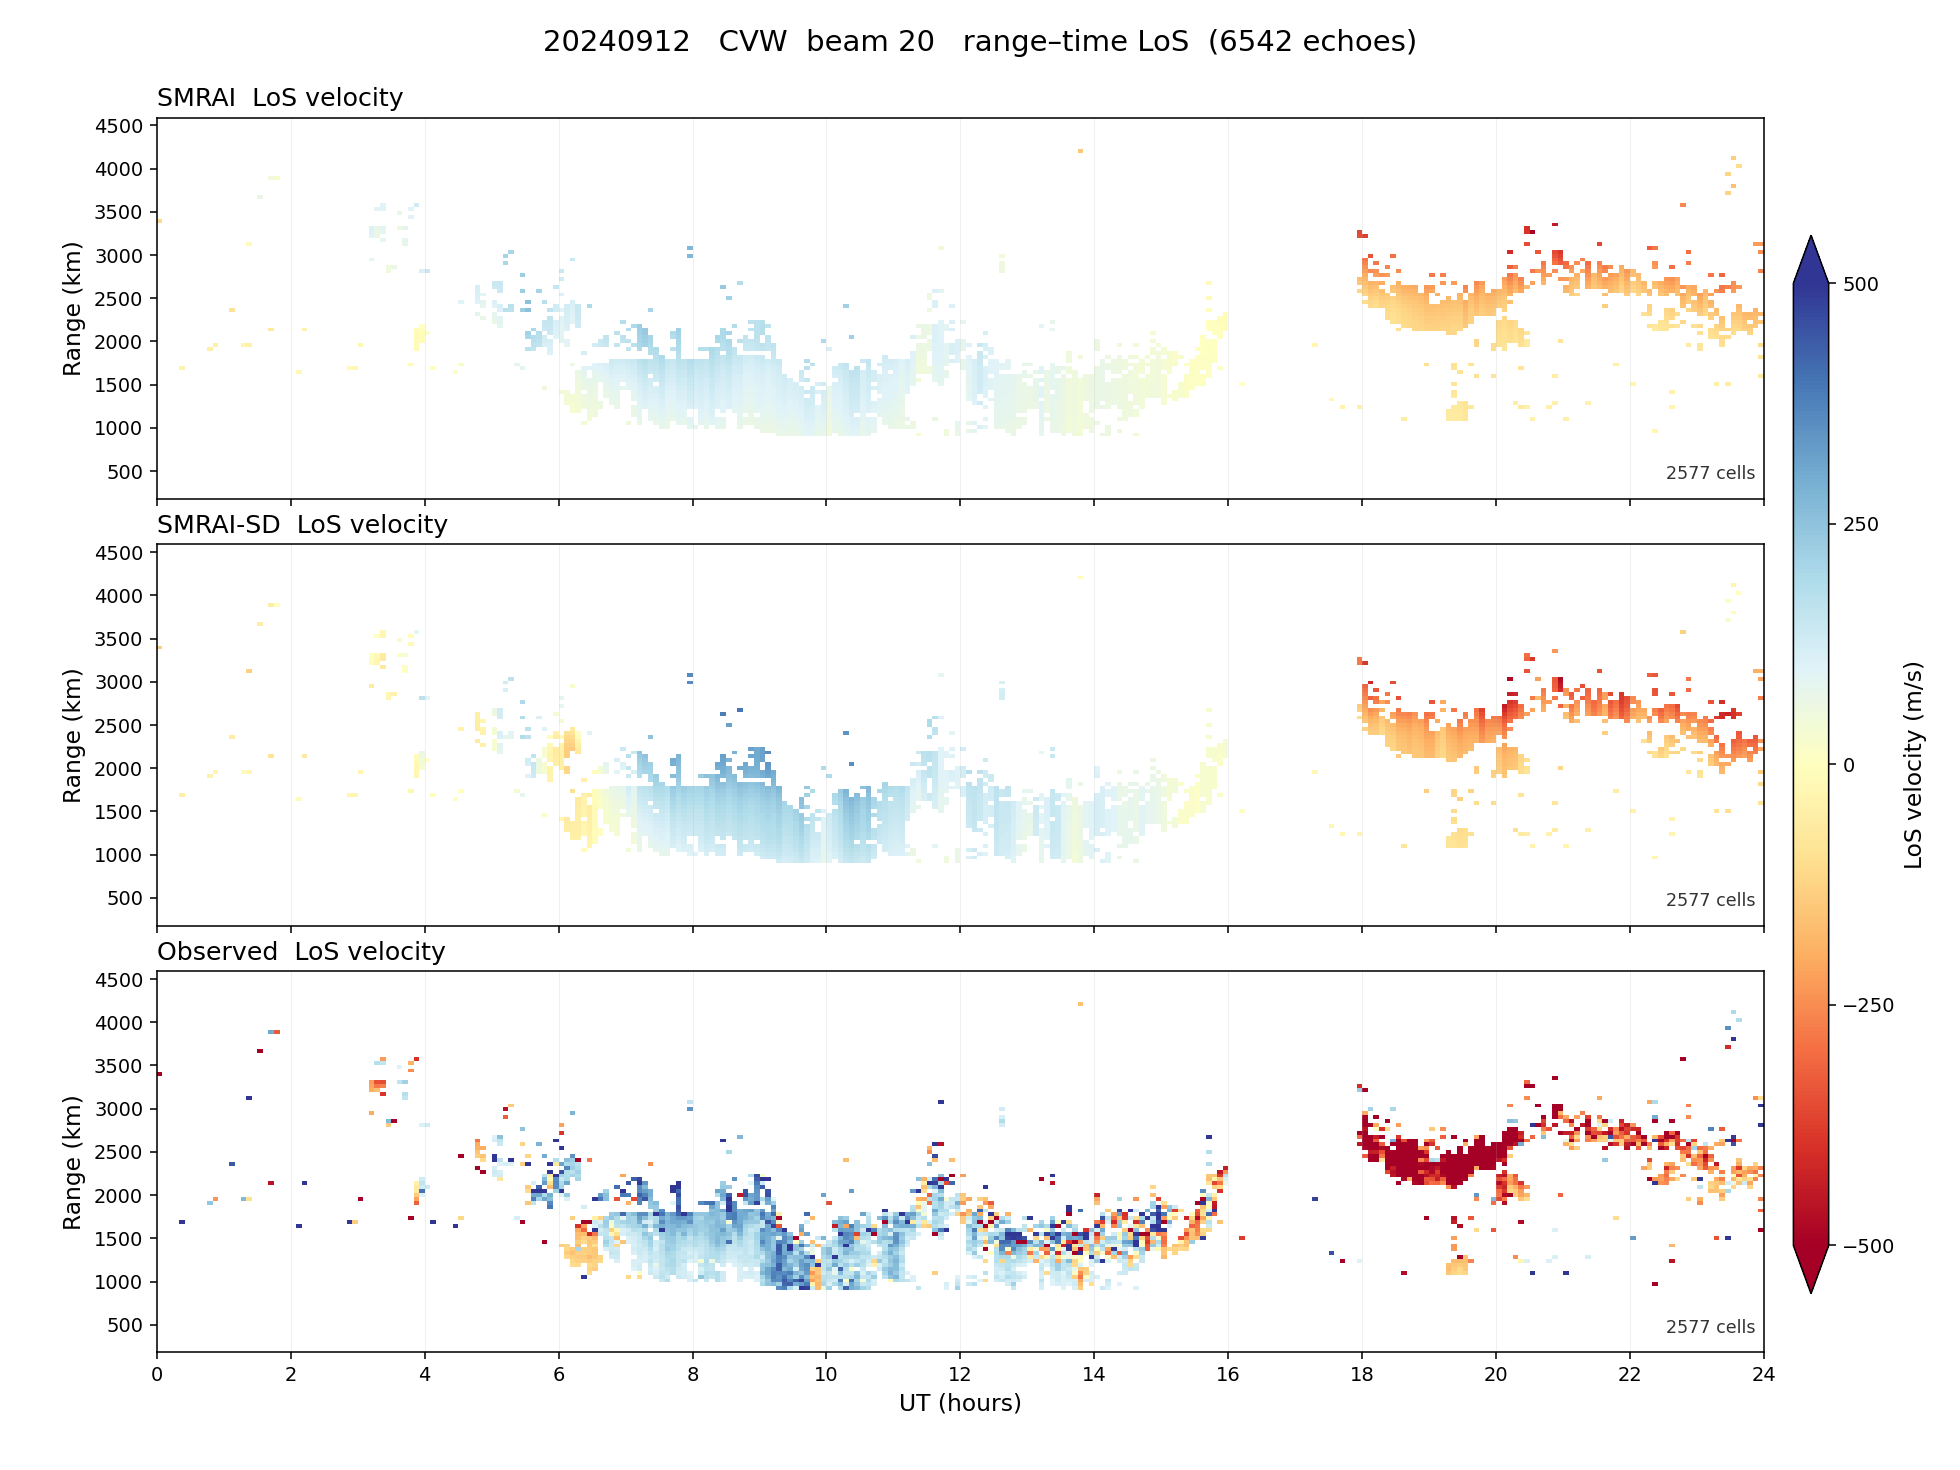 20240912   CVW  beam 20   range–time LoS  (6542 echoes)
SMRAI  LoS velocity
4500
4000
3500
3000
2500
2000
1500
1000
500
Range (km)
2577 cells
SMRAI-SD  LoS velocity
4500
4000
3500
3000
2500
2000
1500
1000
500
Range (km)
2577 cells
Observed  LoS velocity
4500
4000
3500
3000
2500
2000
1500
1000
500
Range (km)
2577 cells
0 2 4 6 8 10 12 14 16 18 20 22 24
UT (hours)
500
250
0
−250
−500
LoS velocity (m/s)